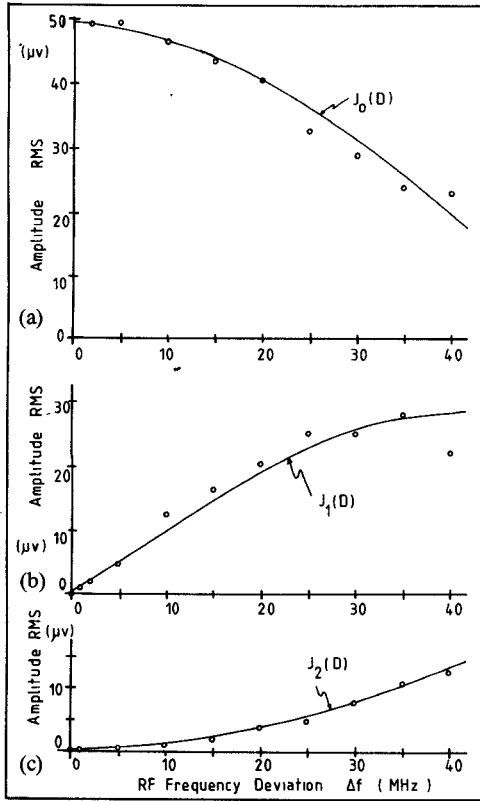 50
(μv)
40
30
20
10
0
Amplitude RMS
J₀(D)
(a)
0 10 20 30 40
30
20
10
0
Amplitude RMS
(μv)
J₁(D)
(b)
0 10 20 30 40
(μv)
10
0
Amplitude RMS
J₂(D)
(c)
0 10 20 30 40
RF Frequency Deviation Δf (MHz)